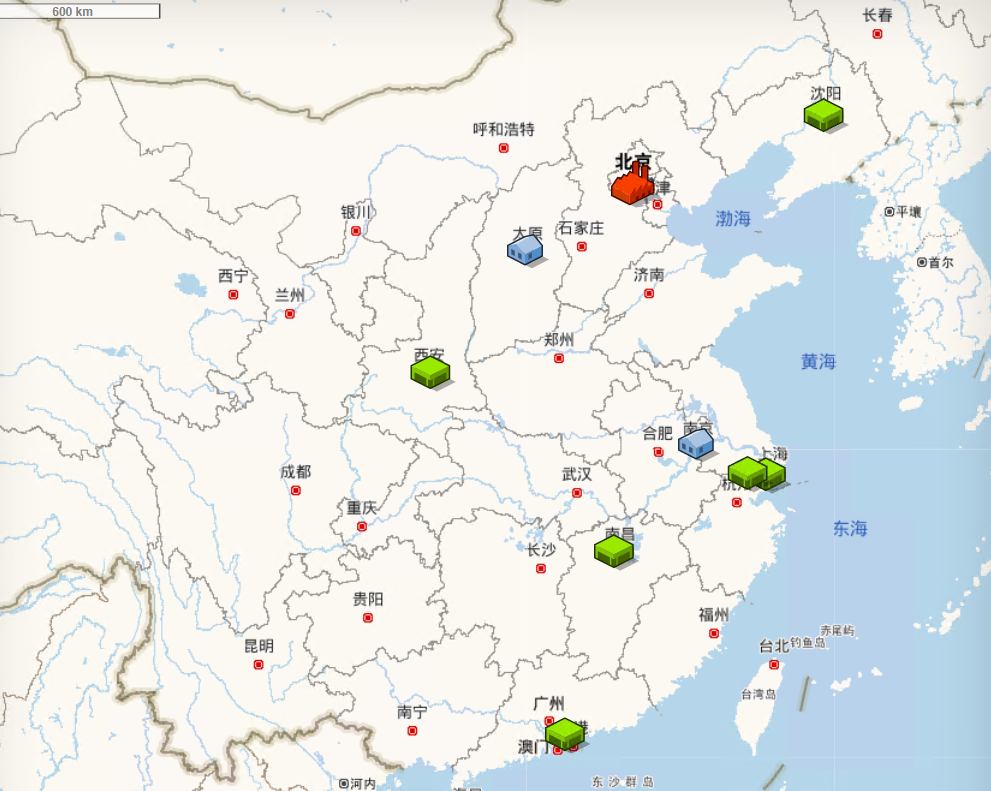 600 km
长春
沈阳
呼和浩特
北京
津
银川
平壤
太原
石家庄
渤海
首尔
西宁
济南
兰州
郑州
西安
黄海
南京
合肥
上海
成都
武汉
杭
重庆
东海
南昌
长沙
贵阳
福州
赤尾屿
昆明
台北
钓鱼岛
台湾岛
广州
南宁
港
澳门
河内
东沙群岛